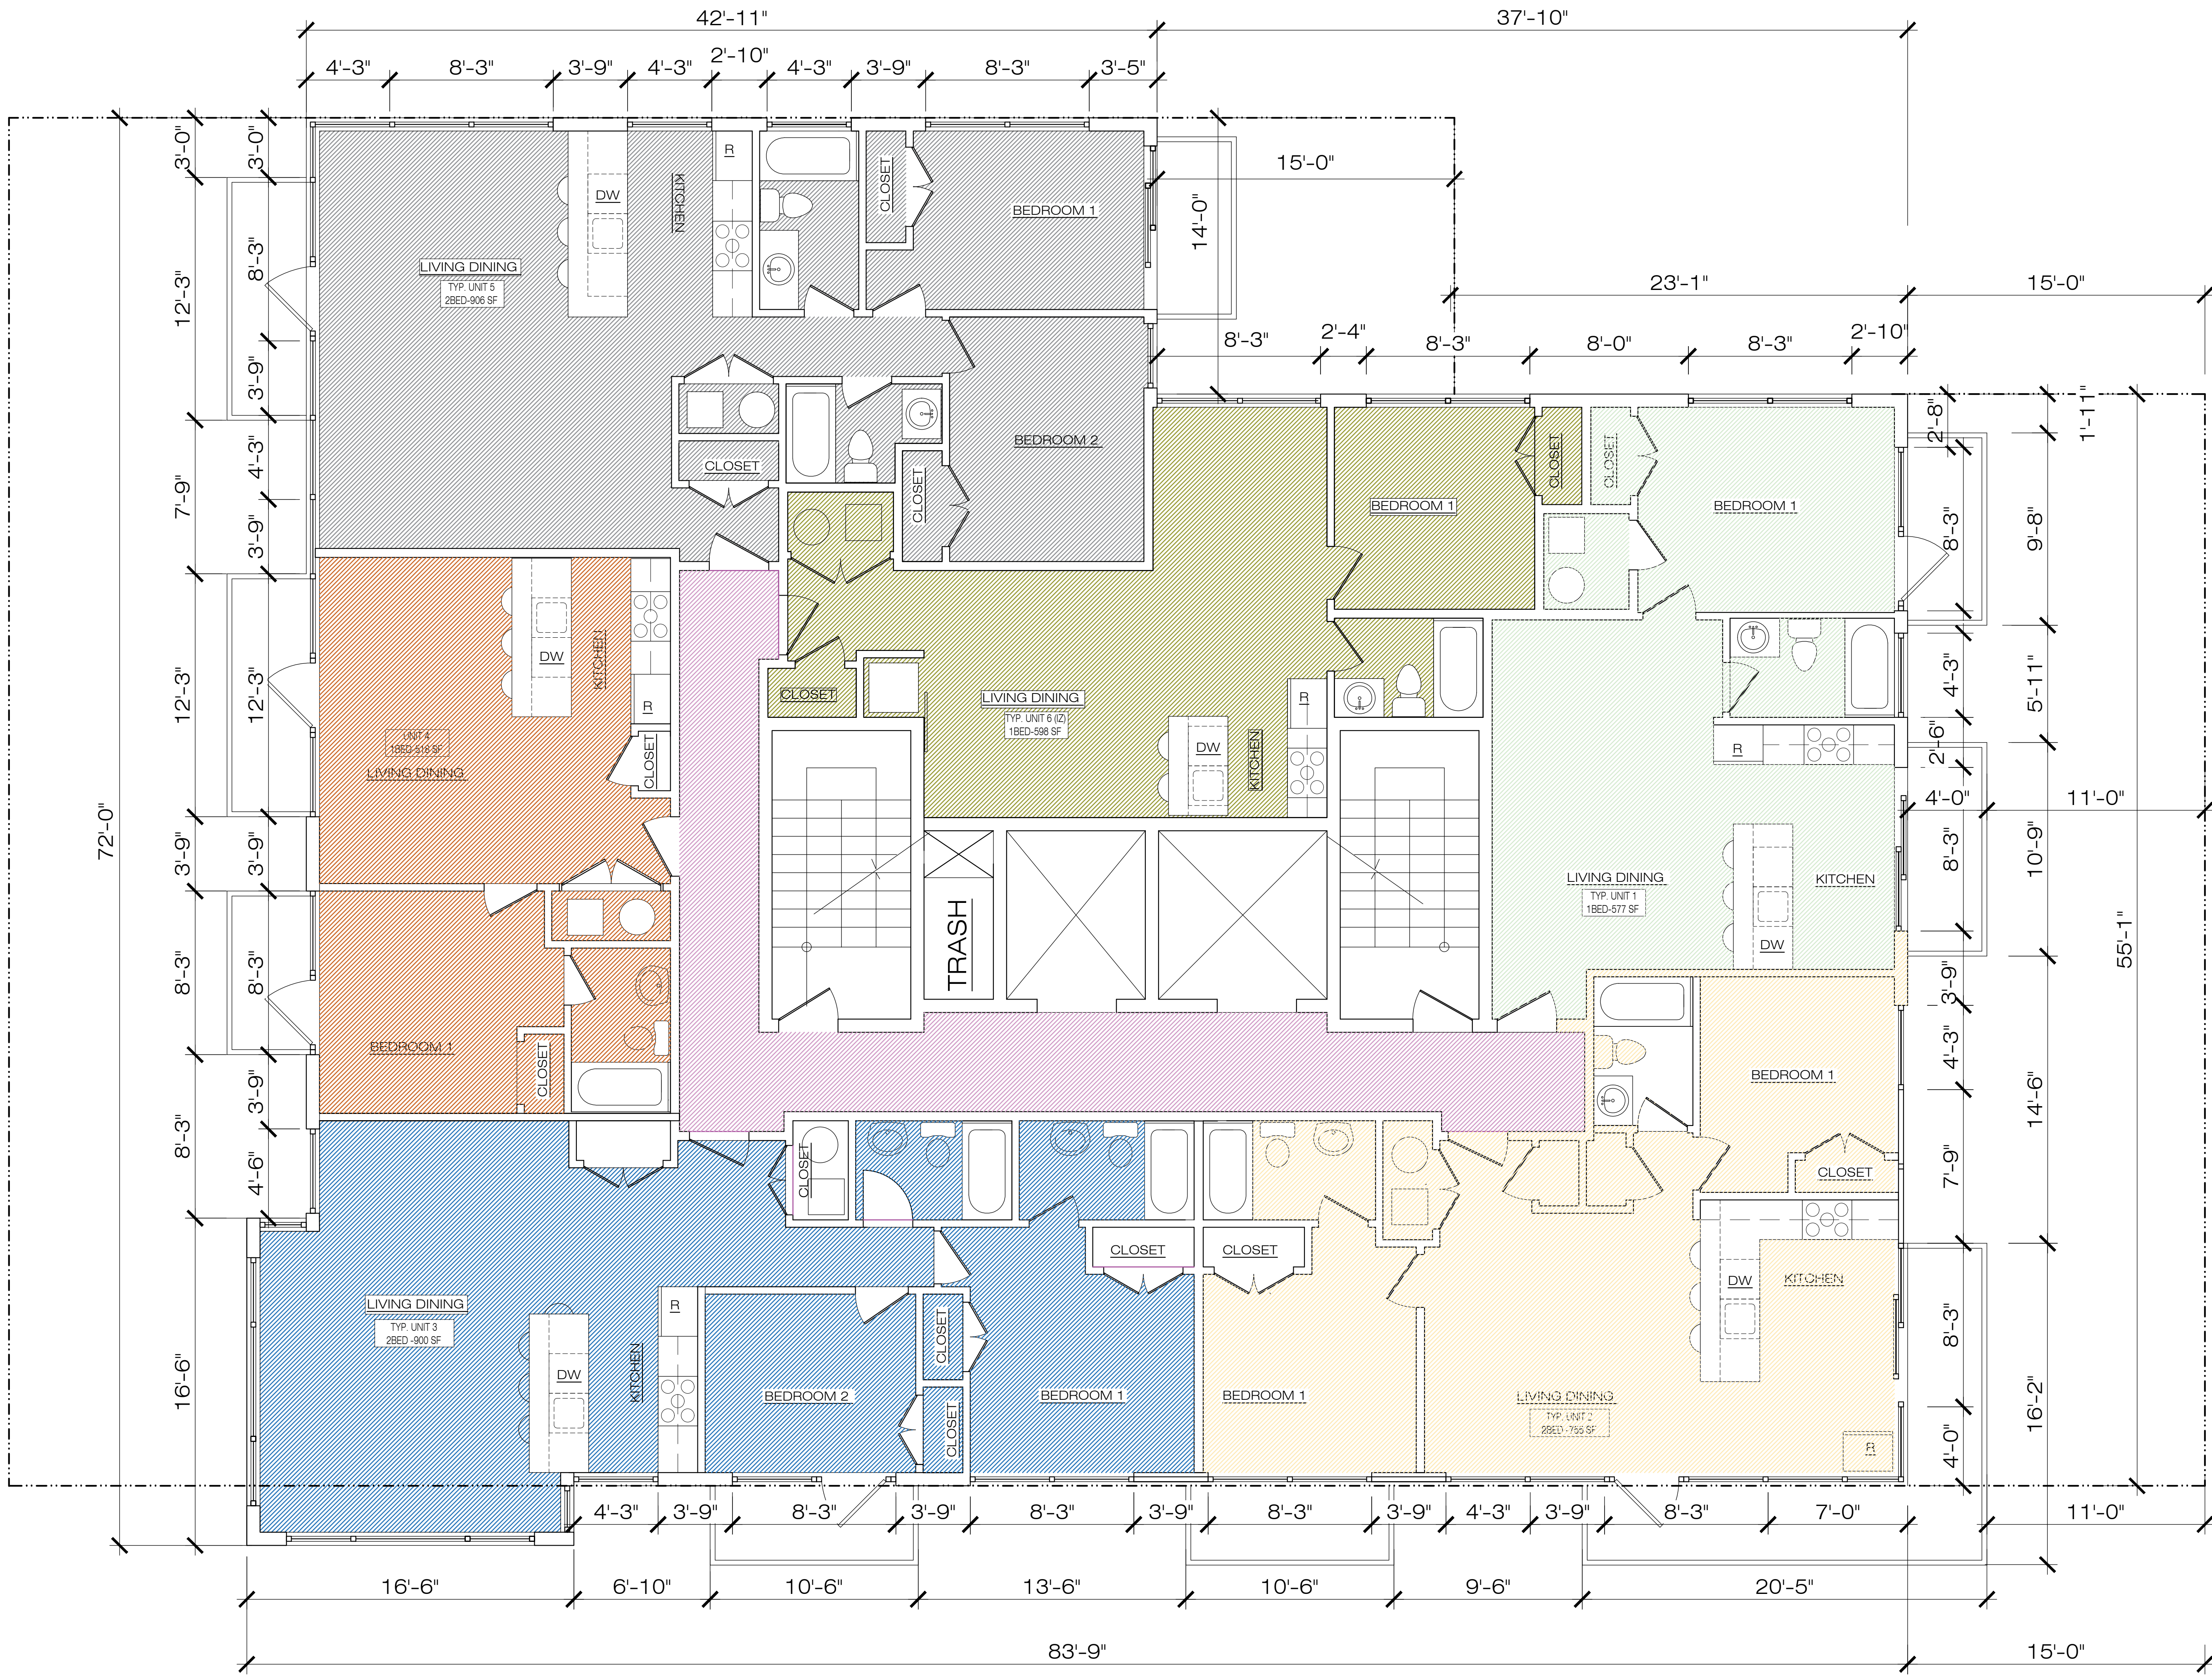 42'-11"
37'-10"
2'-10"
4'-3"
8'-3"
3'-9"
4'-3"
4'-3"
3'-9"
8'-3"
3'-5"
3'-0"
3'-0"
15'-0"
14'-0"
R
DW
KITCHEN
CLOSET
BEDROOM 1
LIVING DINING
TYP. UNIT 5
2BED-906 SF
12'-3"
8'-3"
3'-9"
23'-1"
15'-0"
8'-3"
2'-4"
8'-3"
8'-0"
8'-3"
2'-10"
2'-8"
1'-11"
7'-9"
4'-3"
3'-9"
CLOSET
CLOSET
BEDROOM 2
BEDROOM 1
CLOSET
CLOSET
BEDROOM 1
8'-3"
9'-8"
12'-3"
12'-3"
DW
KITCHEN
R
CLOSET
UNIT 4
1BED-516 SF
LIVING DINING
CLOSET
LIVING DINING
TYP. UNIT 6 (IZ)
1BED-598 SF
DW
KITCHEN
R
R
4'-3"
5'-11"
2'-6"
4'-0"
11'-0"
72'-0"
3'-9"
3'-9"
TRASH
LIVING DINING
TYP. UNIT 1
1BED-577 SF
KITCHEN
DW
8'-3"
10'-9"
55'-1"
8'-3"
8'-3"
BEDROOM 1
CLOSET
BEDROOM 1
3'-9"
4'-3"
14'-6"
8'-3"
3'-9"
4'-6"
CLOSET
CLOSET
CLOSET
CLOSET
7'-9"
LIVING DINING
TYP. UNIT 3
2BED -900 SF
DW
KITCHEN
R
BEDROOM 2
CLOSET
CLOSET
BEDROOM 1
BEDROOM 1
LIVING DINING
TYP. UNIT 2
2BED -755 SF
DW
KITCHEN
R
16'-6"
8'-3"
4'-0"
16'-2"
4'-3"
3'-9"
8'-3"
3'-9"
8'-3"
3'-9"
8'-3"
3'-9"
4'-3"
3'-9"
8'-3"
7'-0"
11'-0"
16'-6"
6'-10"
10'-6"
13'-6"
10'-6"
9'-6"
20'-5"
83'-9"
15'-0"